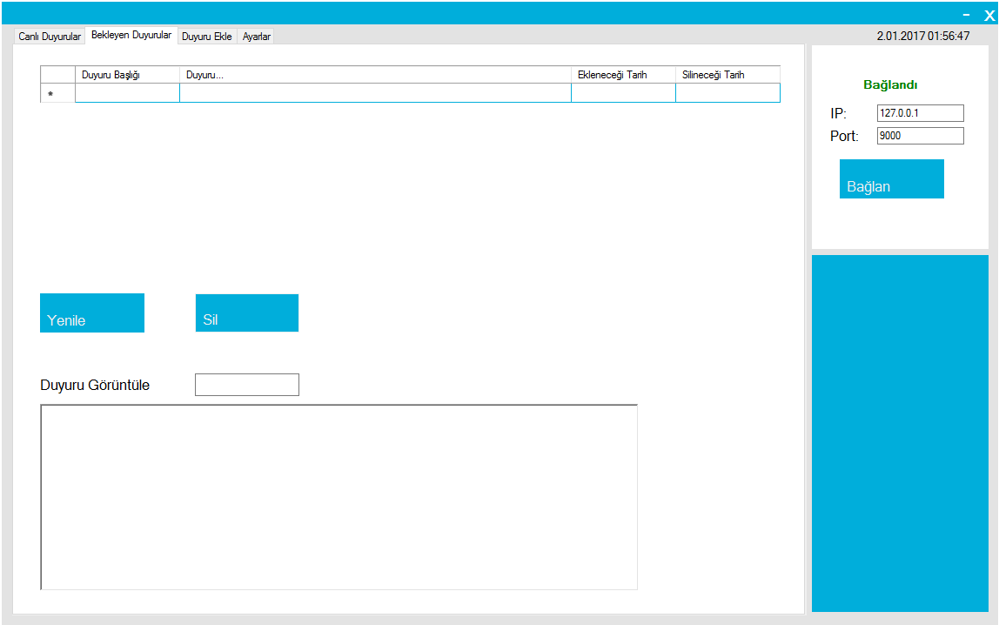 - X
Canlı Duyurular Bekleyen Duyurular Duyuru Ekle Ayarlar
2.01.2017 01:56:47
Duyuru Başlığı Duyuru... Ekleneceği Tarih Silineceği Tarih
*
Bağlandı
IP: 127.0.0.1
Port: 9000
Bağlan
Yenile Sil
Duyuru Görüntüle